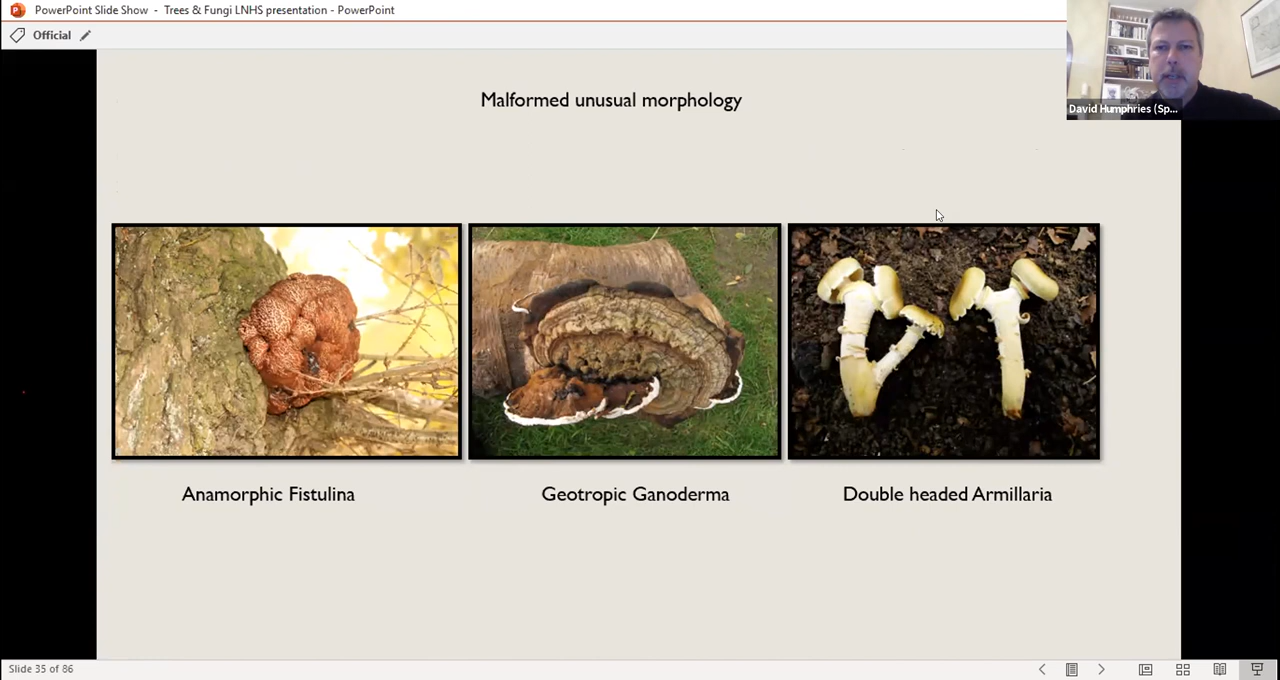 PowerPoint Slide Show - Trees & Fungi LNHS presentation - PowerPoint
Official
David Humphries (Sp...
Malformed unusual morphology
Anamorphic Fistulina
Geotropic Ganoderma
Double headed Armillaria
Slide 35 of 86